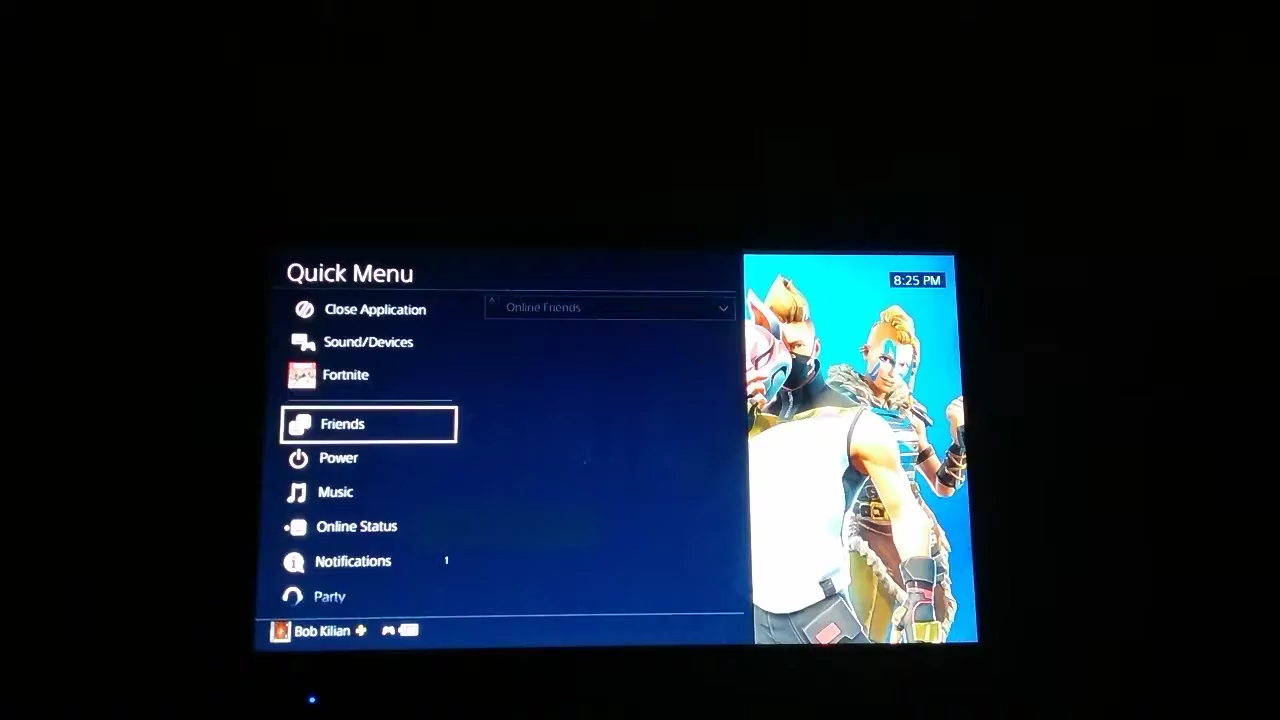 Quick Menu
8:25 PM
Close Application
Online Friends
Sound/Devices
Fortnite
Friends
Power
Music
Online Status
Notifications 1
Party
Bob Kilian